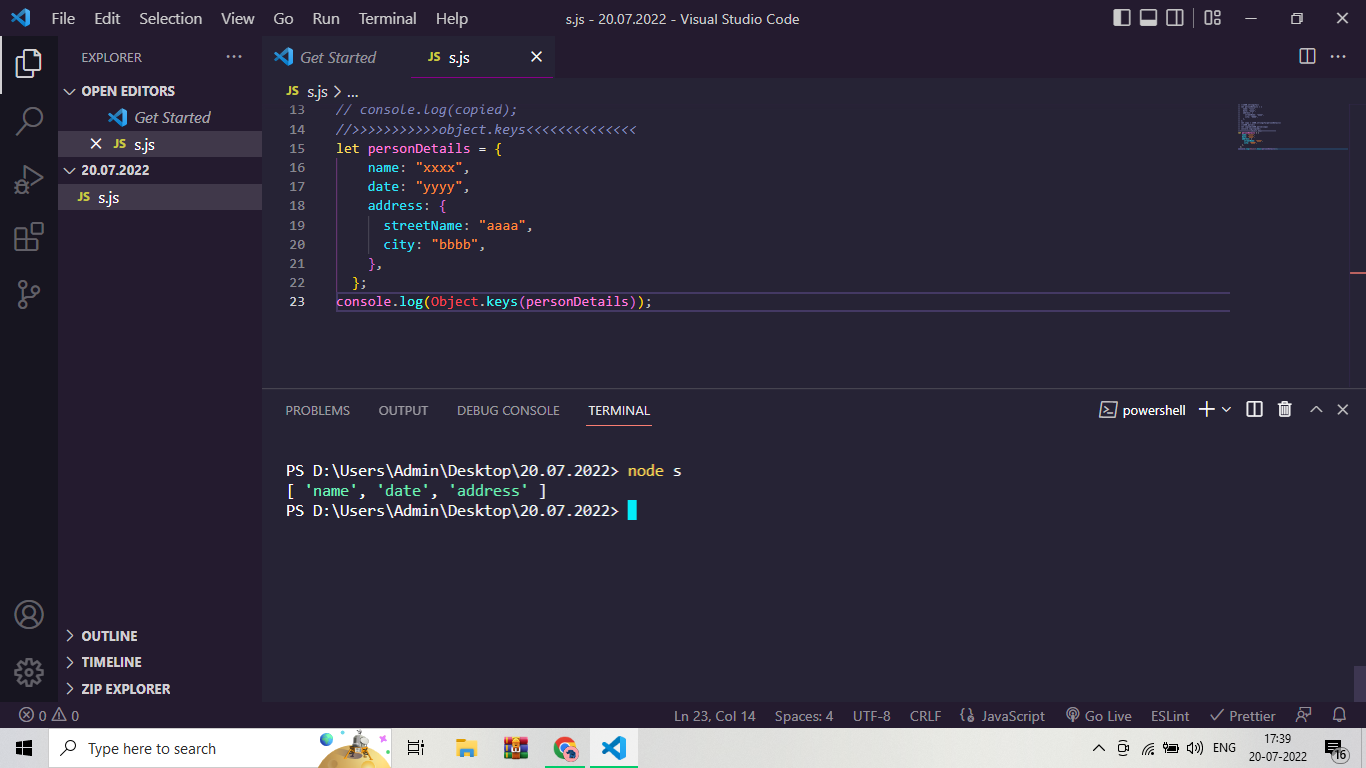 File Edit Selection View Go Run Terminal Help s.js - 20.07.2022 - Visual Studio Code
EXPLORER ···
Get Started
JS s.js
OPEN EDITORS
Get Started
JS s.js
20.07.2022
JS s.js
OUTLINE
TIMELINE
ZIP EXPLORER
JS s.js > ...
13 // console.log(copied);
14 //>>>>>>>>>>>object.keys<<<<<<<<<<<<<<
15 let personDetails = {
16 name: "xxxx",
17 date: "yyyy",
18 address: {
19 streetName: "aaaa",
20 city: "bbbb",
21 },
22 };
23 console.log(Object.keys(personDetails));
PROBLEMS OUTPUT DEBUG CONSOLE TERMINAL powershell
PS D:\Users\Admin\Desktop\20.07.2022> node s
[ 'name', 'date', 'address' ]
PS D:\Users\Admin\Desktop\20.07.2022>
0 0 Ln 23, Col 14 Spaces: 4 UTF-8 CRLF JavaScript Go Live ESLint Prettier
Type here to search
ENG
17:39
20-07-2022
16